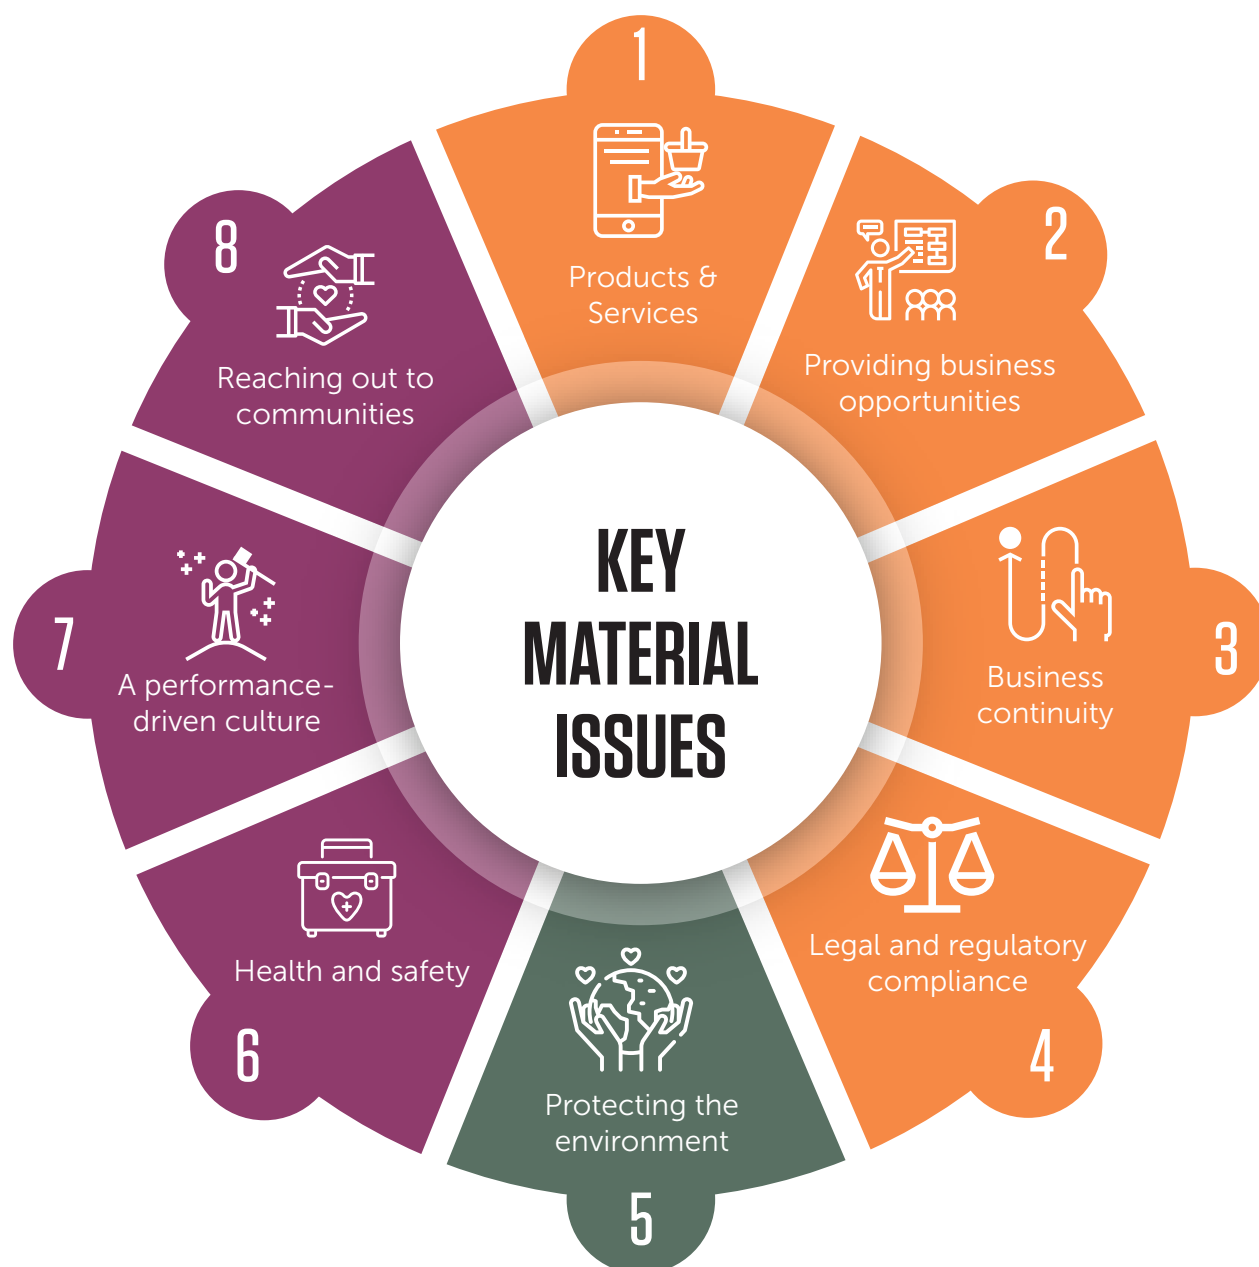 1
Products &
Services
2
Providing business
opportunities
3
Business
continuity
4
Legal and regulatory
compliance
5
Protecting the
environment
6
Health and safety
7
A performance-
driven culture
8
Reaching out to
communities
KEY
MATERIAL
ISSUES